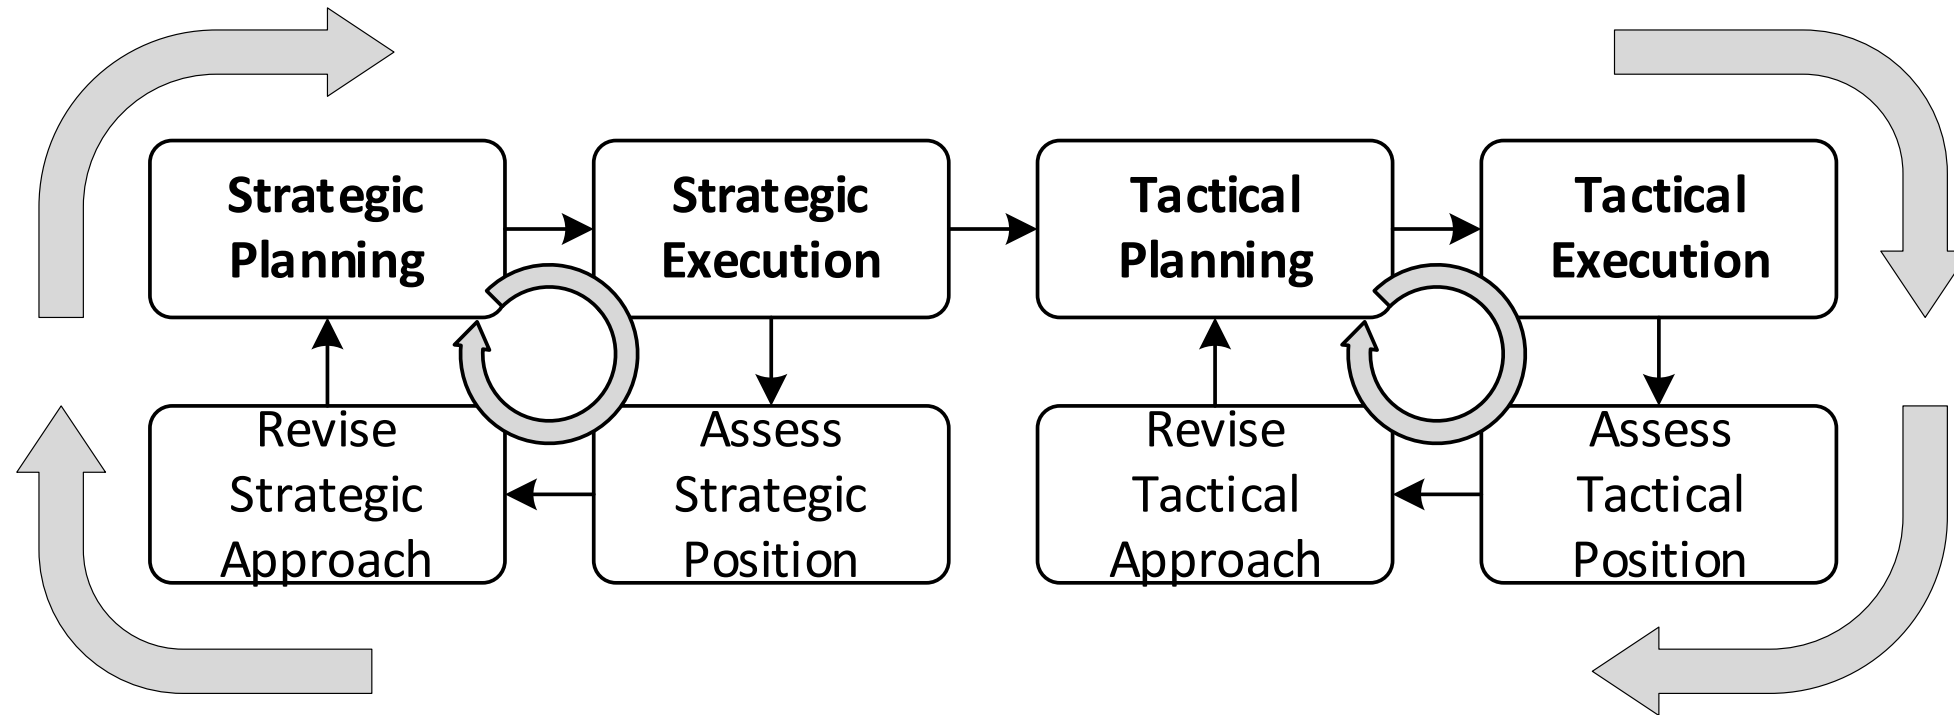 Strategic
Planning
Strategic
Execution
Tactical
Planning
Tactical
Execution
Revise
Strategic
Approach
Assess
Strategic
Position
Revise
Tactical
Approach
Assess
Tactical
Position